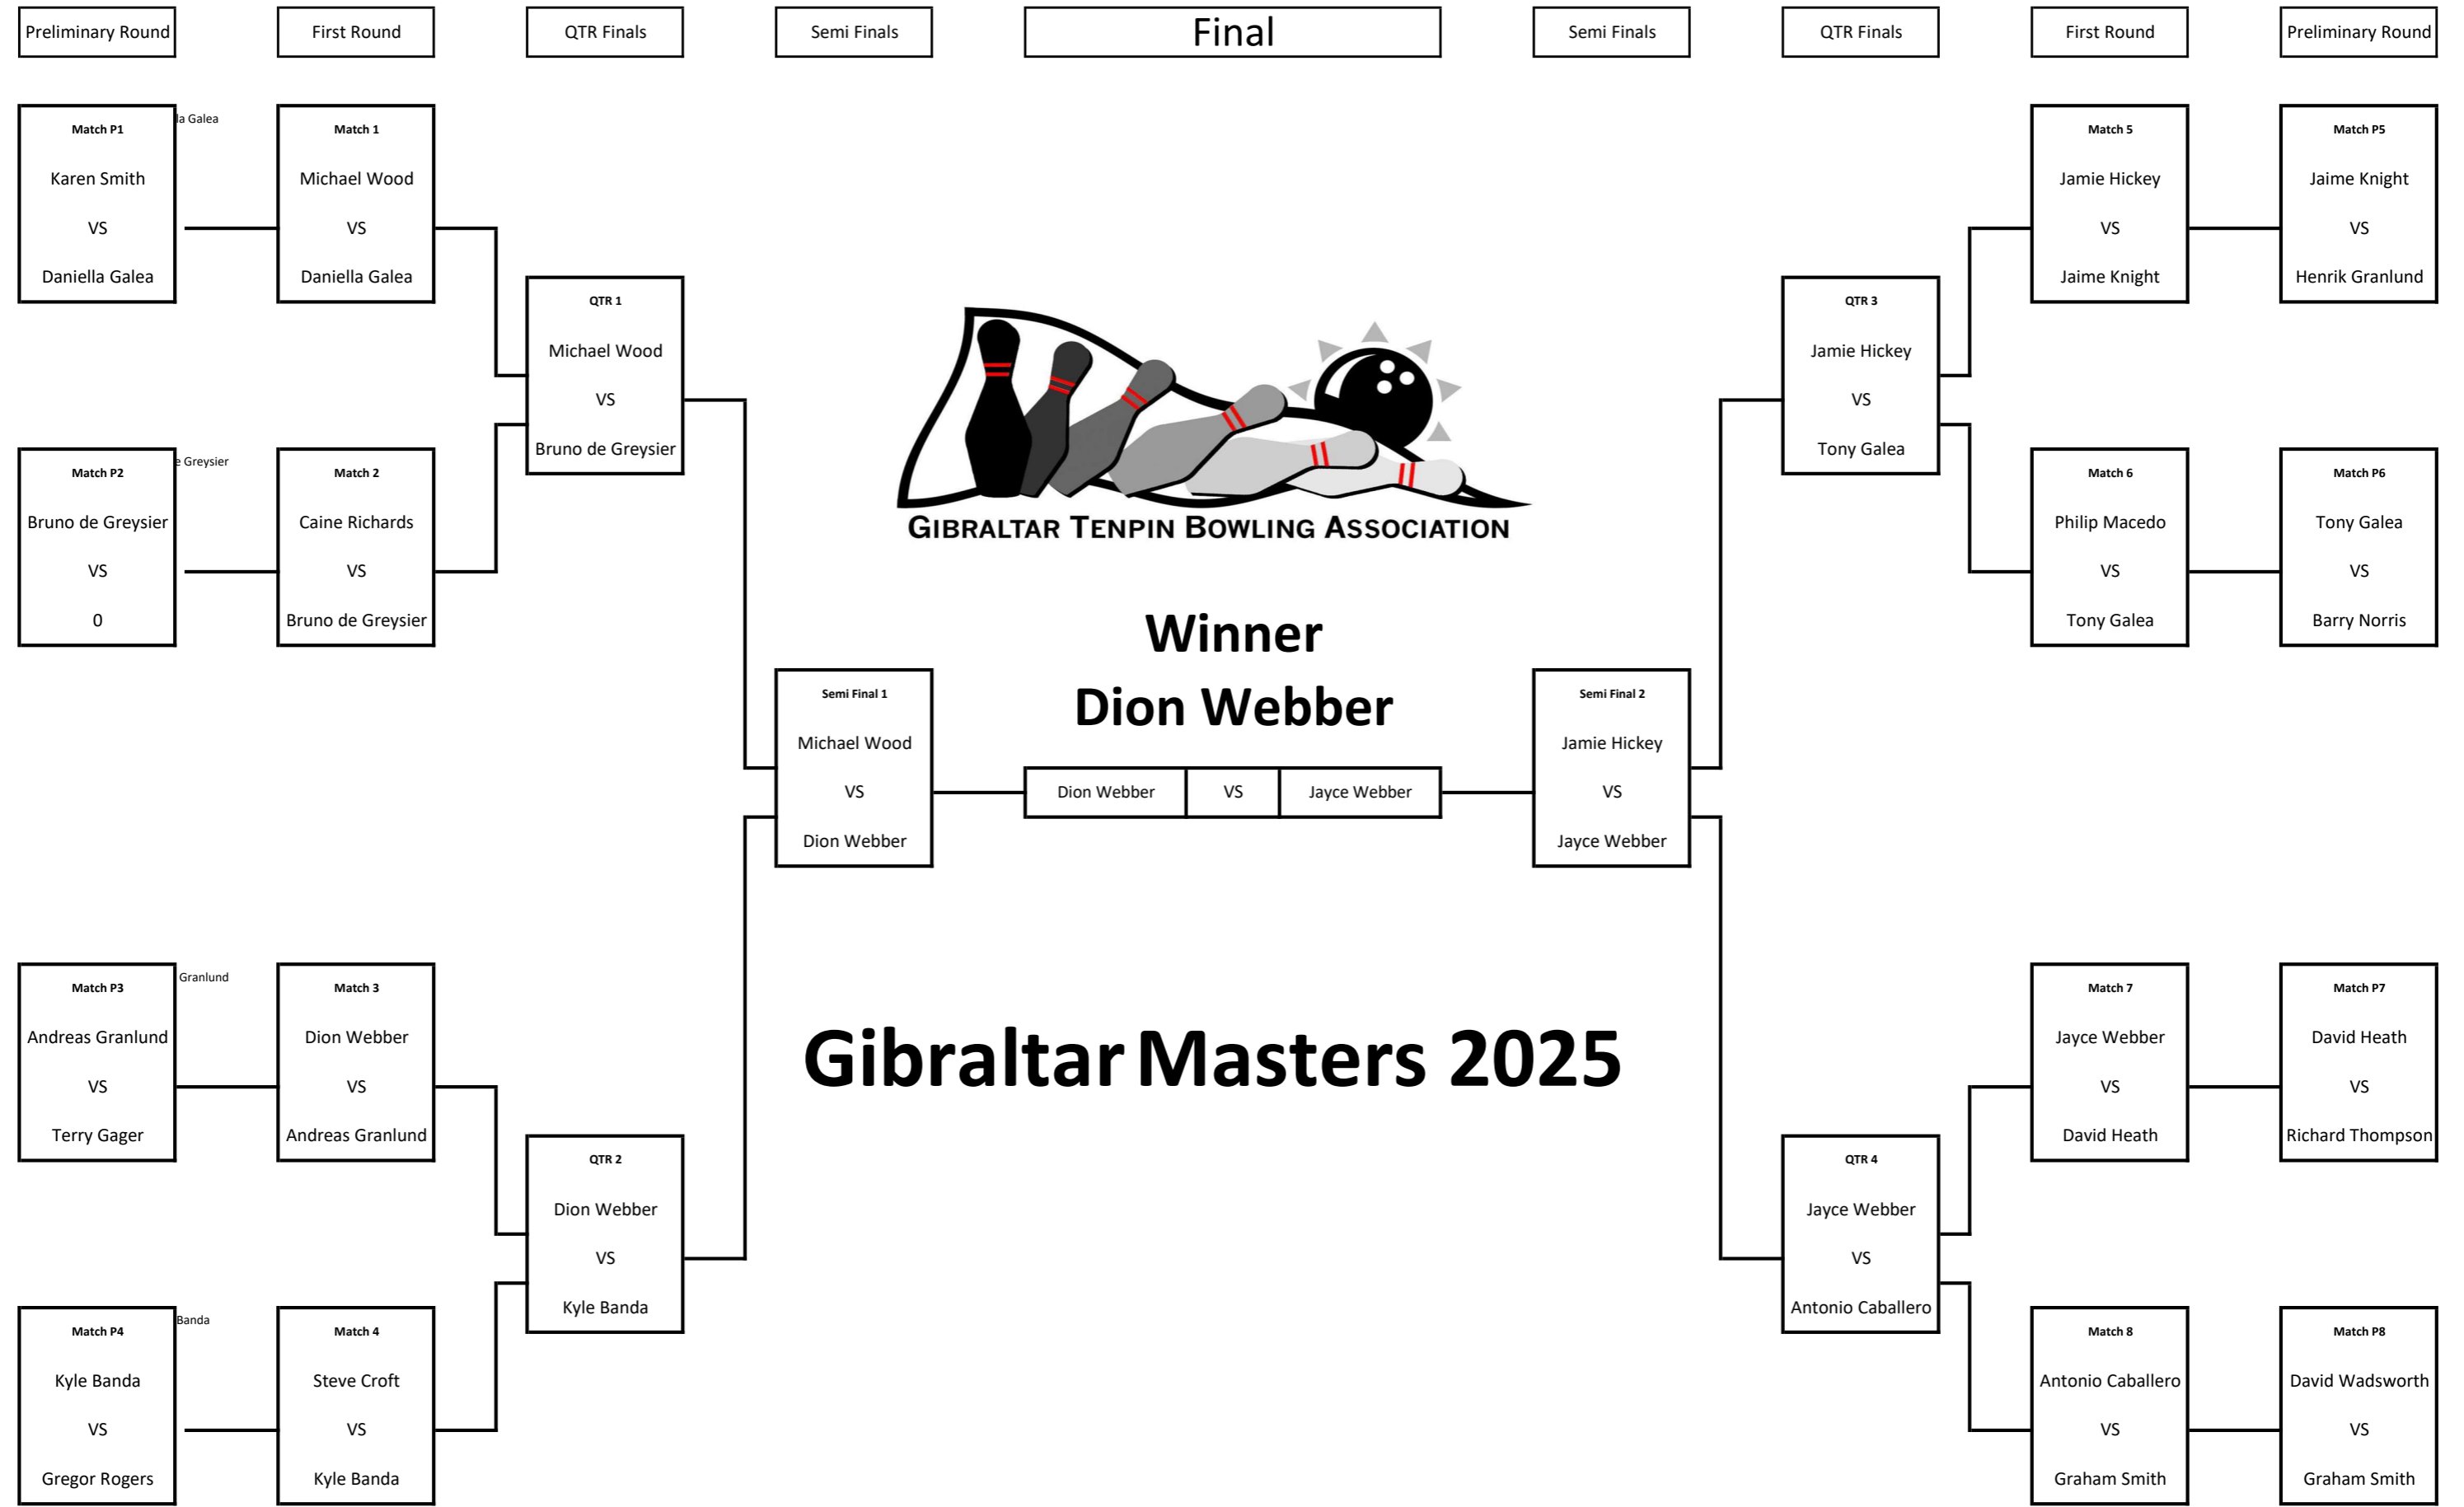 Preliminary Round
First Round
QTR Finals
Semi Finals
Final
Semi Finals
QTR Finals
First Round
Preliminary Round
Match P1
Karen Smith
VS
Daniella Galea
la Galea
Match 1
Michael Wood
VS
Daniella Galea
Match P2
Bruno de Greysier
VS
0
e Greysier
Match 2
Caine Richards
VS
Bruno de Greysier
QTR 1
Michael Wood
VS
Bruno de Greysier
Match P3
Andreas Granlund
VS
Terry Gager
Granlund
Match 3
Dion Webber
VS
Andreas Granlund
Match P4
Kyle Banda
VS
Gregor Rogers
Banda
Match 4
Steve Croft
VS
Kyle Banda
QTR 2
Dion Webber
VS
Kyle Banda
Semi Final 1
Michael Wood
VS
Dion Webber
GIBRALTAR TENPIN BOWLING ASSOCIATION
Winner
Dion Webber
Dion Webber VS Jayce Webber
Gibraltar Masters 2025
Semi Final 2
Jamie Hickey
VS
Jayce Webber
QTR 3
Jamie Hickey
VS
Tony Galea
Match 5
Jamie Hickey
VS
Jaime Knight
Match P5
Jaime Knight
VS
Henrik Granlund
Match 6
Philip Macedo
VS
Tony Galea
Match P6
Tony Galea
VS
Barry Norris
QTR 4
Jayce Webber
VS
Antonio Caballero
Match 7
Jayce Webber
VS
David Heath
Match P7
David Heath
VS
Richard Thompson
Match 8
Antonio Caballero
VS
Graham Smith
Match P8
David Wadsworth
VS
Graham Smith